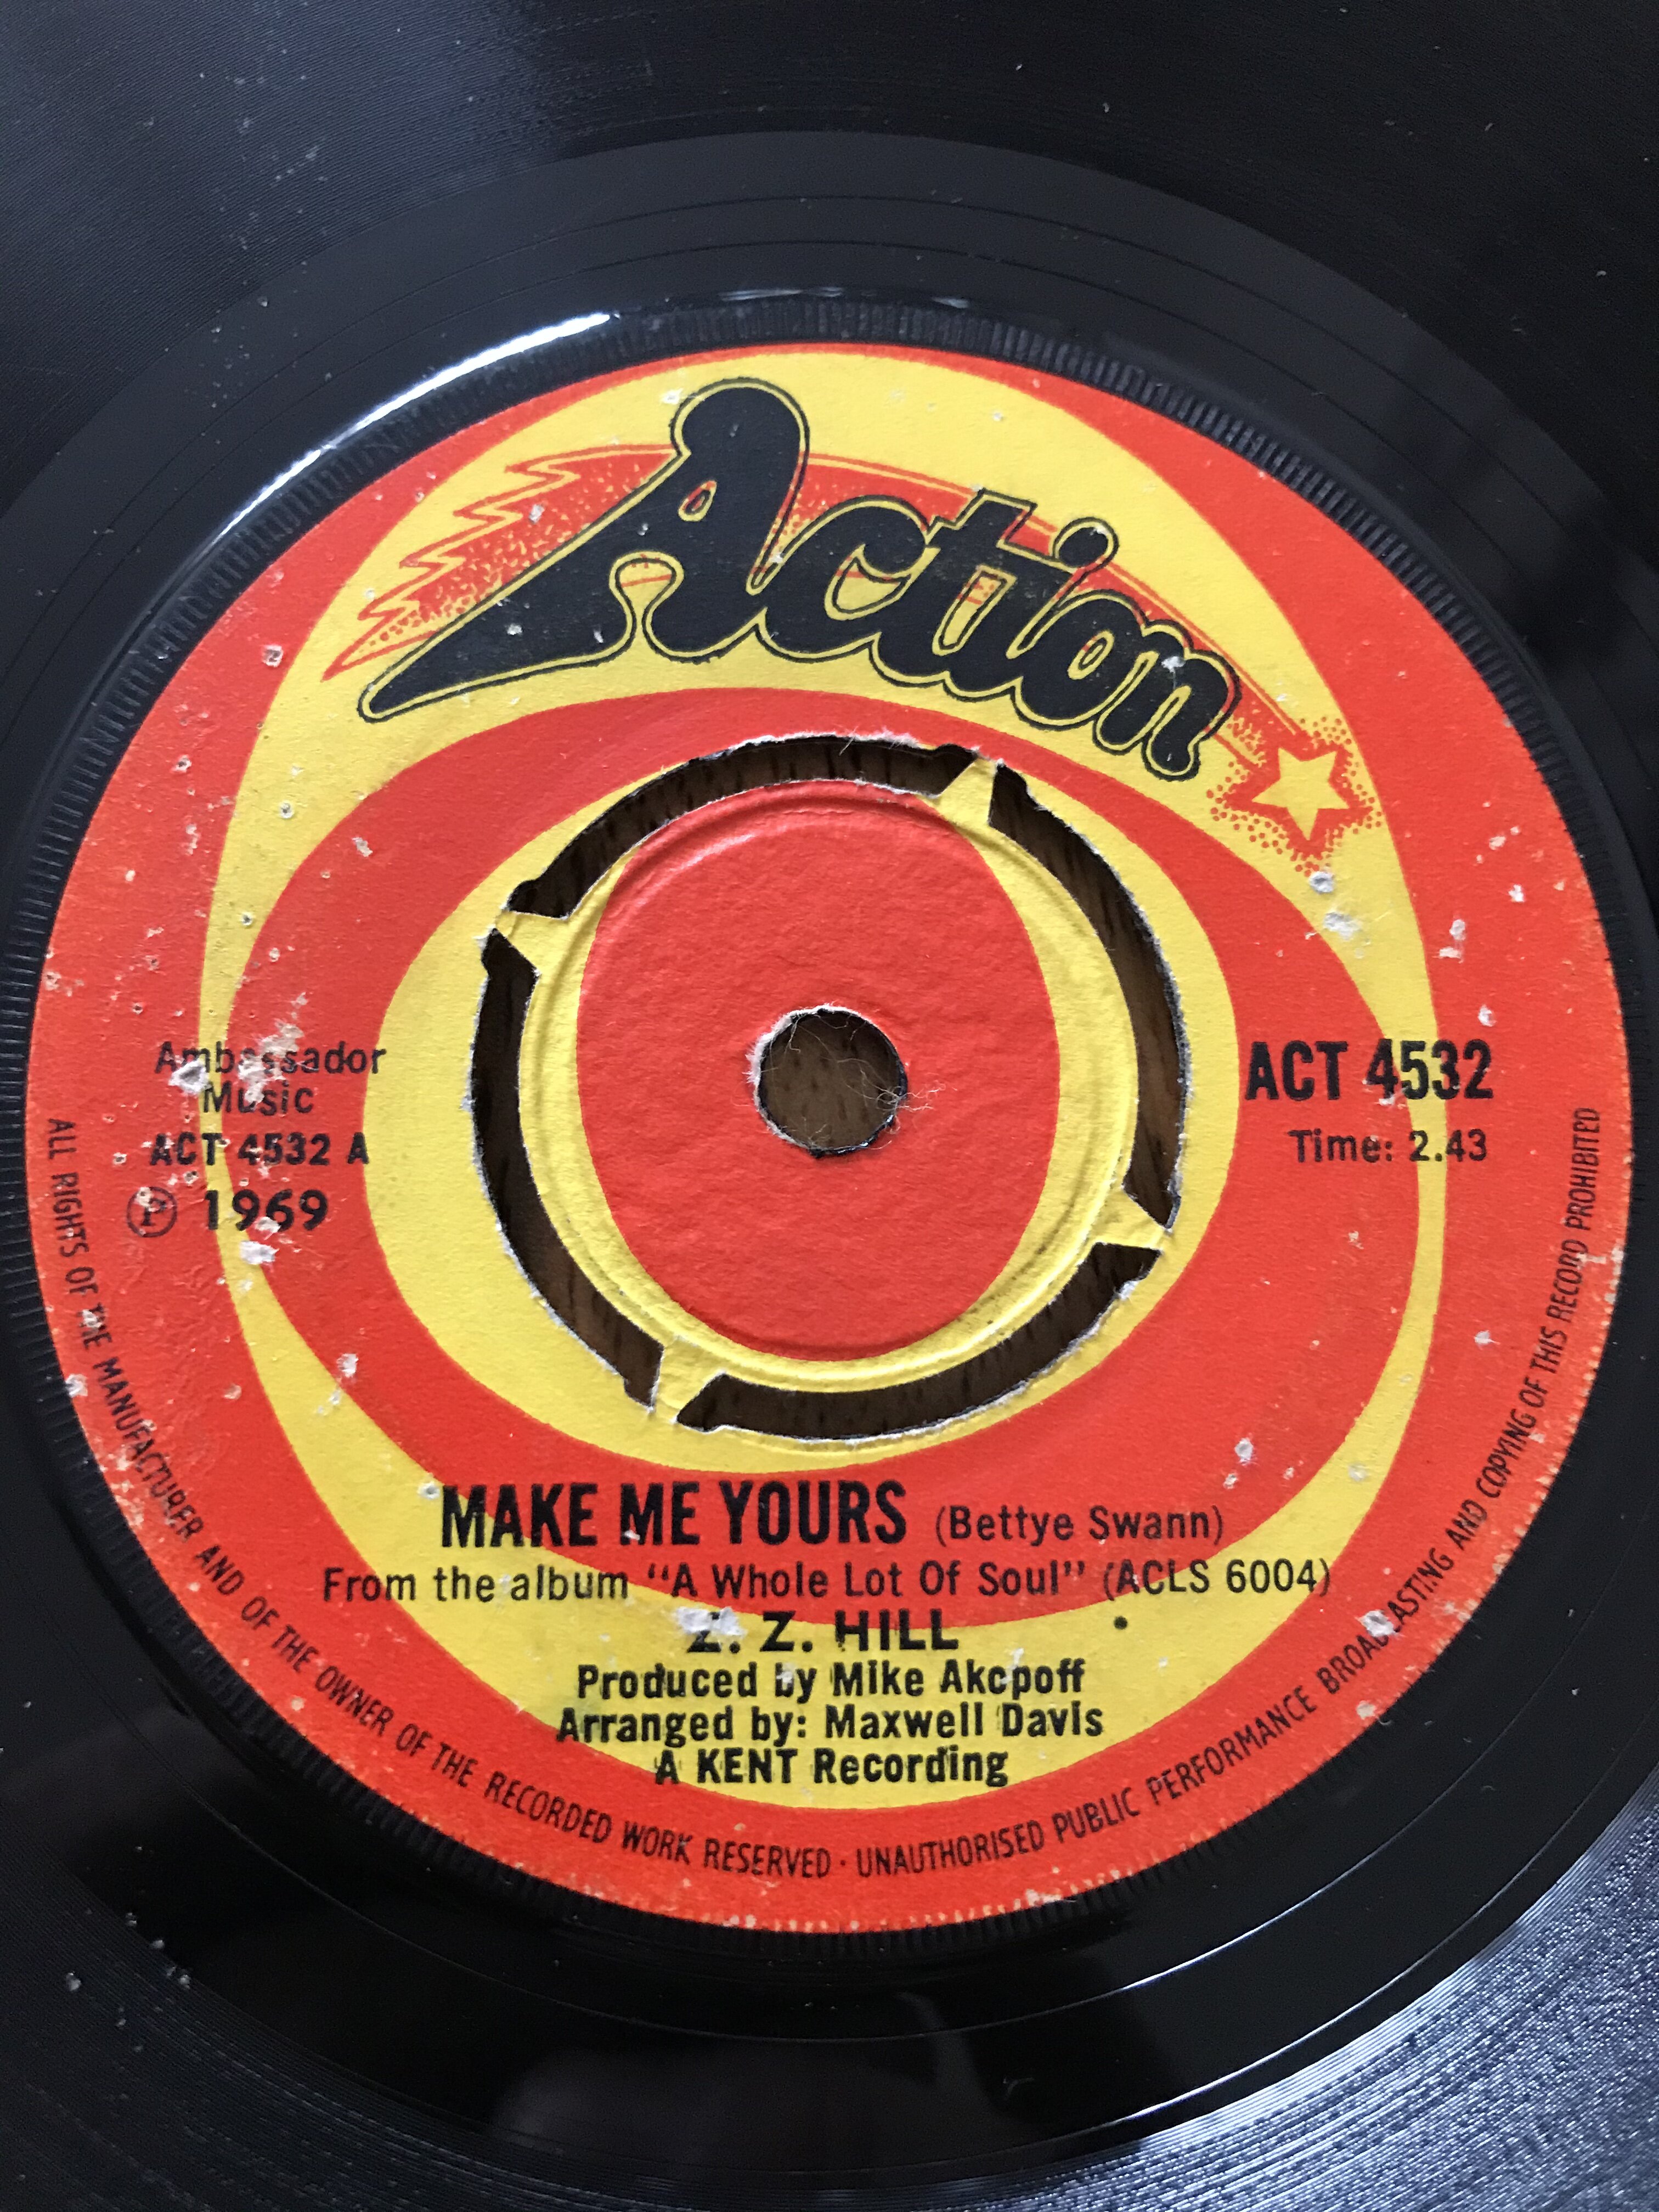 Action
Ambassador
Music
ACT 4532 A
Ⓟ 1969
ACT 4532
Time: 2.43
MAKE ME YOURS (Bettye Swann)
From the album "A Whole Lot Of Soul" (ACLS 6004)
Z. Z. HILL
Produced by Mike Akopoff
Arranged by: Maxwell Davis
A KENT Recording
ALL RIGHTS OF THE MANUFACTURER AND OF THE OWNER OF THE RECORDED WORK RESERVED · UNAUTHORISED PUBLIC PERFORMANCE BROADCASTING AND COPYING OF THIS RECORD PROHIBITED